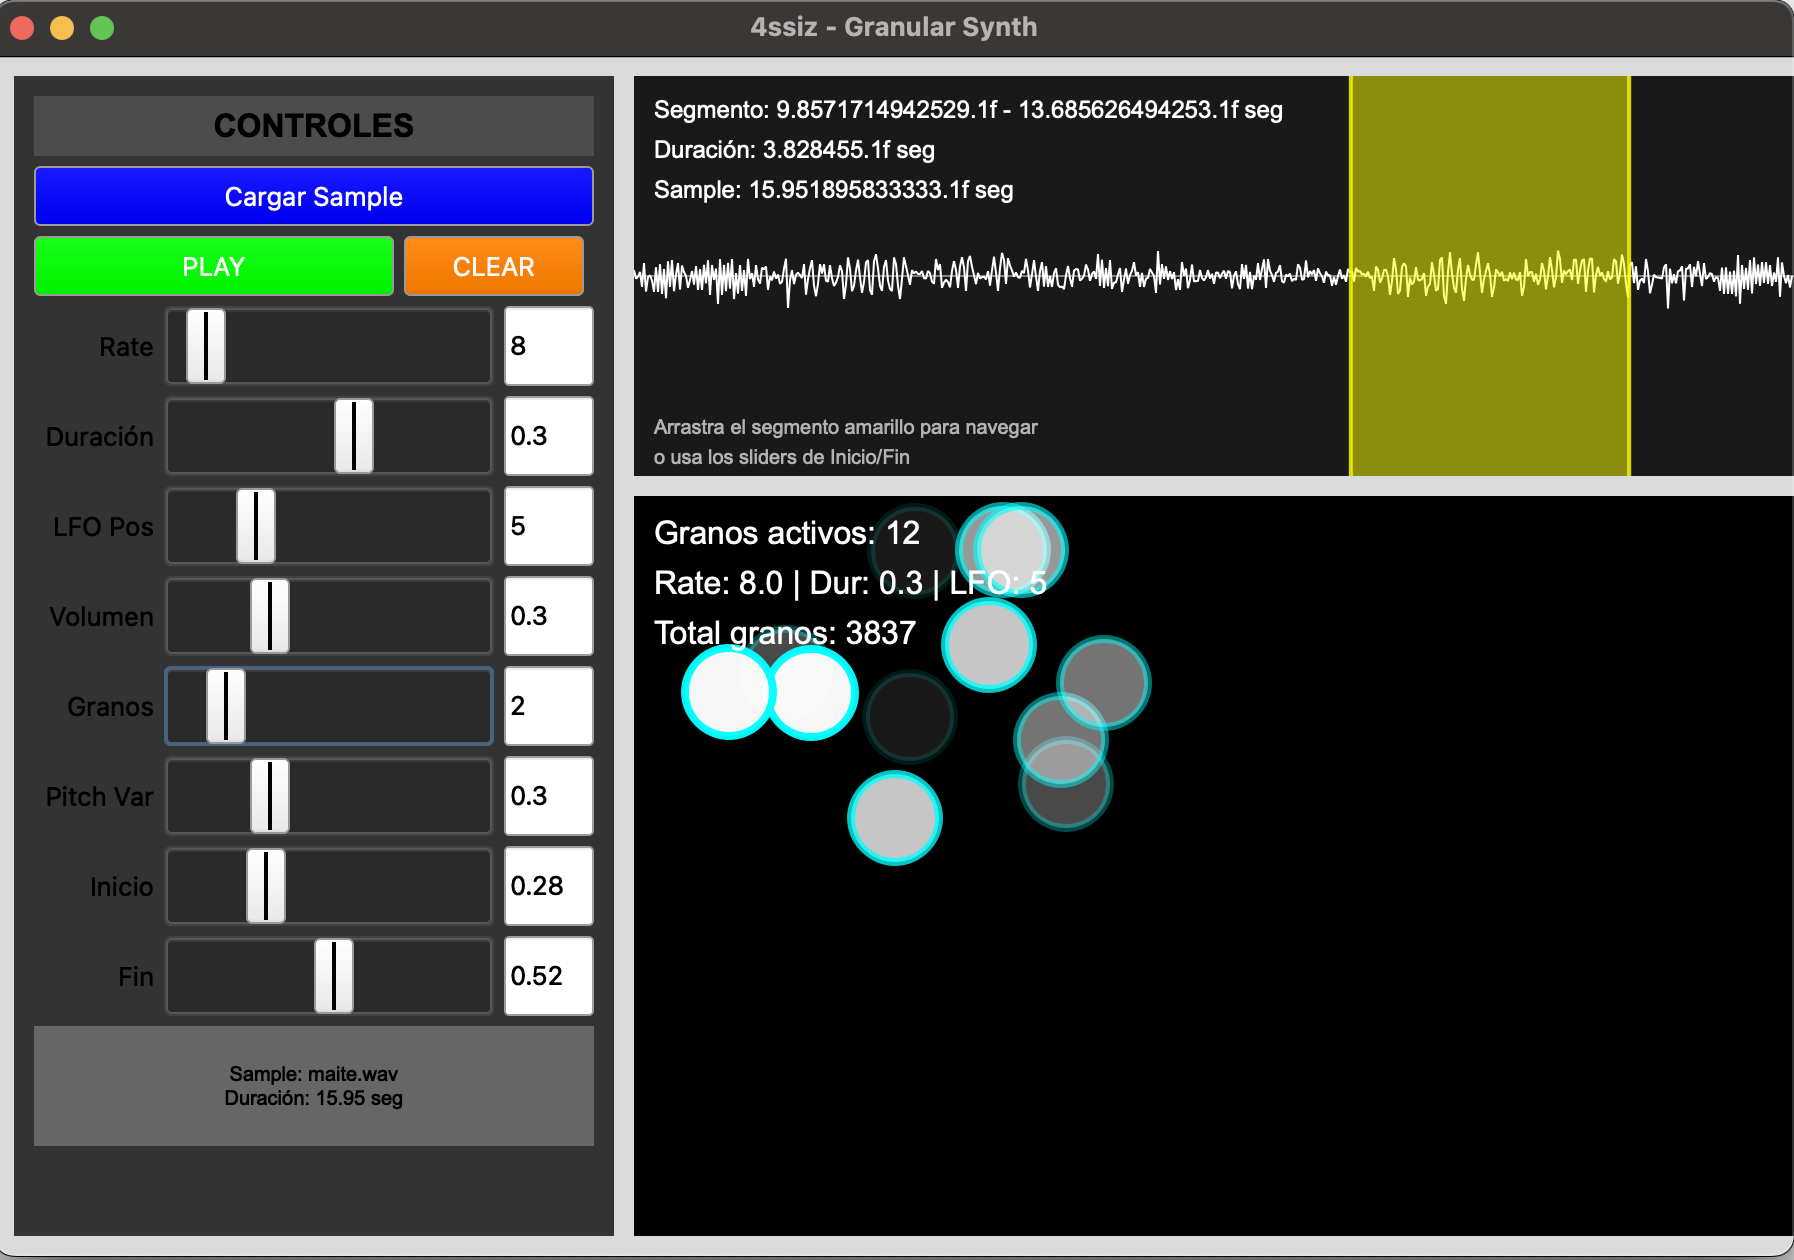 4ssiz - Granular Synth
CONTROLES
Cargar Sample
PLAY
CLEAR
Rate
8
Duración
0.3
LFO Pos
5
Volumen
0.3
Granos
2
Pitch Var
0.3
Inicio
0.28
Fin
0.52
Sample: maite.wav
Duración: 15.95 seg
Segmento: 9.8571714942529.1f - 13.685626494253.1f seg
Duración: 3.828455.1f seg
Sample: 15.951895833333.1f seg
Arrastra el segmento amarillo para navegar
o usa los sliders de Inicio/Fin
Granos activos: 12
Rate: 8.0 | Dur: 0.3 | LFO: 5
Total granos: 3837